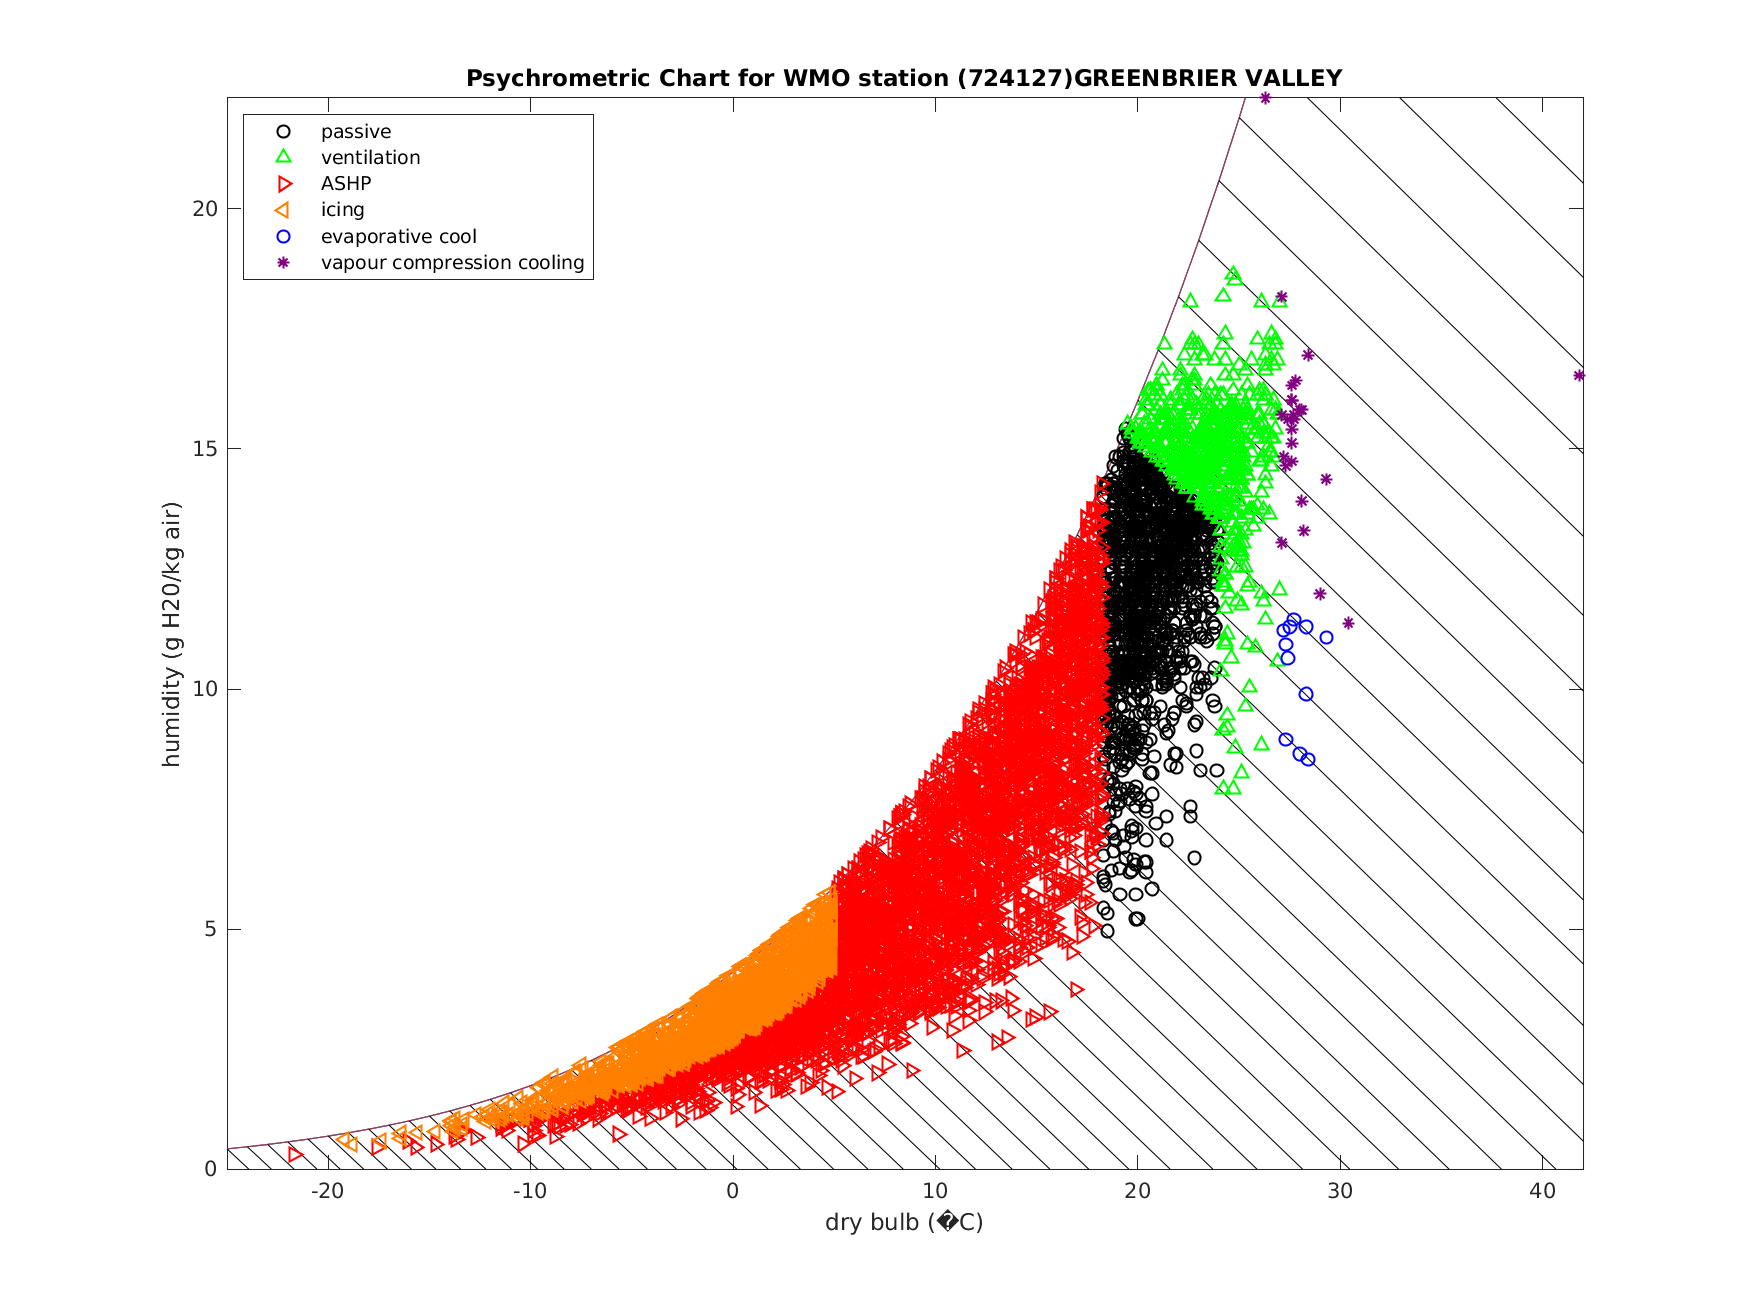 Psychrometric Chart for WMO station (724127)GREENBRIER VALLEY
passive
ventilation
ASHP
icing
evaporative cool
vapour compression cooling
humidity (g H20/kg air)
20
15
10
5
0
-20 -10 0 10 20 30 40
dry bulb (�C)